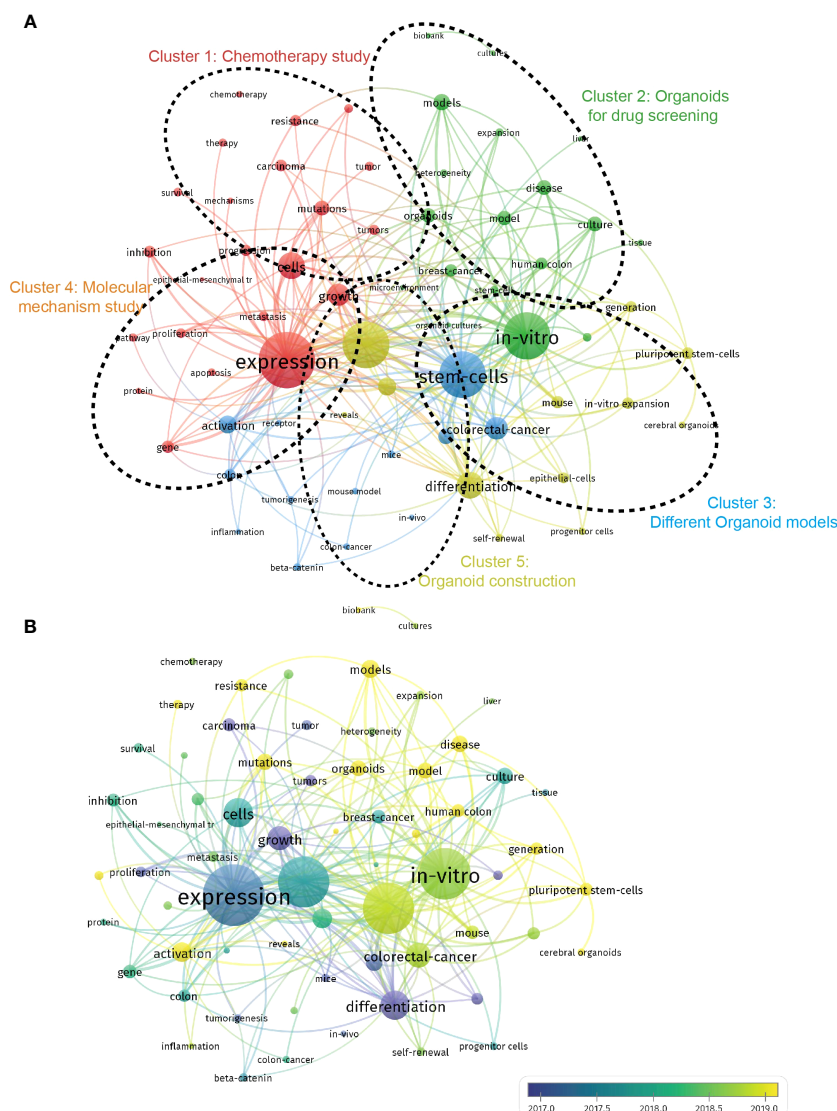 A
biobank
cultures
Cluster 1: Chemotherapy study
chemotherapy
models
Cluster 2: Organoids
for drug screening
resistance
expansion
liver
therapy
carcinoma
tumor
heterogeneity
disease
survival
mechanisms
mutations
organoids
model
culture
tumors
tissue
inhibition
progression
cells
breast-cancer
human colon
epithelial-mesenchymal tr
microenvironment
stem-cell
Cluster 4: Molecular
mechanism study
growth
generation
metastasis
organoid cultures
pathway
proliferation
in-vitro
pluripotent stem-cells
expression
apoptosis
stem-cells
protein
mouse
in-vitro expansion
reveals
activation
receptor
colorectal-cancer
cerebral organoids
gene
mice
colon
differentiation
epithelial-cells
tumorigenesis
mouse model
in-vivo
Cluster 3:
Different Organoid models
inflammation
colon-cancer
self-renewal
progenitor cells
beta-catenin
Cluster 5:
Organoid construction
B
biobank
cultures
chemotherapy
models
resistance
expansion
liver
therapy
carcinoma
tumor
heterogeneity
disease
survival
mutations
organoids
model
culture
tumors
tissue
inhibition
cells
breast-cancer
human colon
epithelial-mesenchymal tr
growth
generation
metastasis
proliferation
in-vitro
pluripotent stem-cells
expression
protein
mouse
reveals
activation
colorectal-cancer
cerebral organoids
gene
mice
colon
differentiation
tumorigenesis
in-vivo
inflammation
colon-cancer
self-renewal
progenitor cells
beta-catenin
2017.0 2017.5 2018.0 2018.5 2019.0